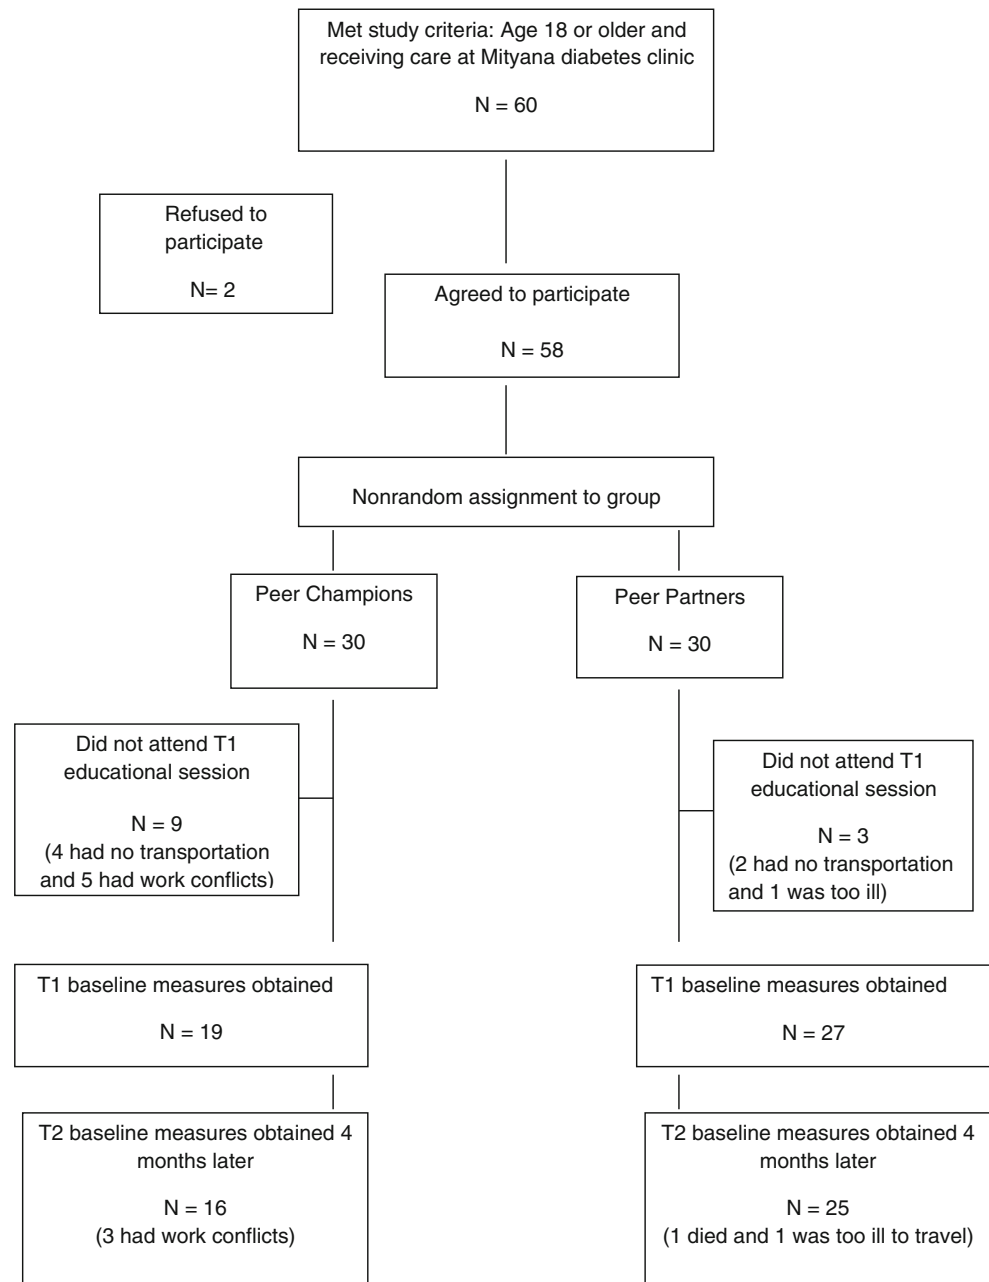 Met study criteria: Age 18 or older and
receiving care at Mityana diabetes clinic
N = 60
Refused to
participate
N= 2
Agreed to participate
N = 58
Nonrandom assignment to group
Peer Champions
N = 30
Peer Partners
N = 30
Did not attend T1
educational session
N = 9
(4 had no transportation
and 5 had work conflicts)
Did not attend T1
educational session
N = 3
(2 had no transportation
and 1 was too ill)
T1 baseline measures obtained
N = 19
T1 baseline measures obtained
N = 27
T2 baseline measures obtained 4
months later
N = 16
(3 had work conflicts)
T2 baseline measures obtained 4
months later
N = 25
(1 died and 1 was too ill to travel)